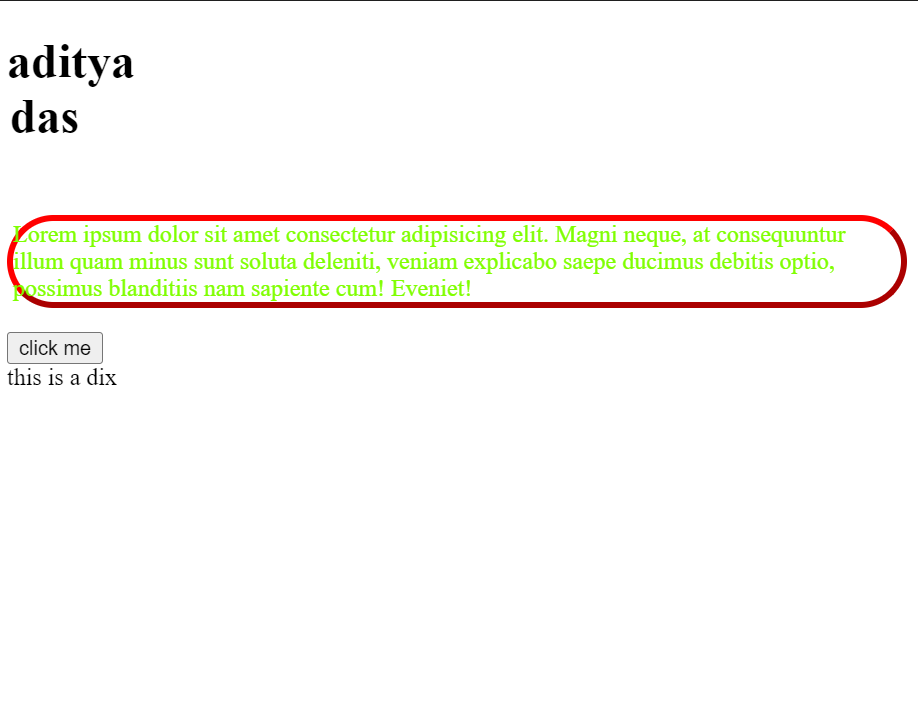 aditya
das
Lorem ipsum dolor sit amet consectetur adipisicing elit. Magni neque, at consequuntur
illum quam minus sunt soluta deleniti, veniam explicabo saepe ducimus debitis optio,
possimus blanditiis nam sapiente cum! Eveniet!
click me
this is a dix